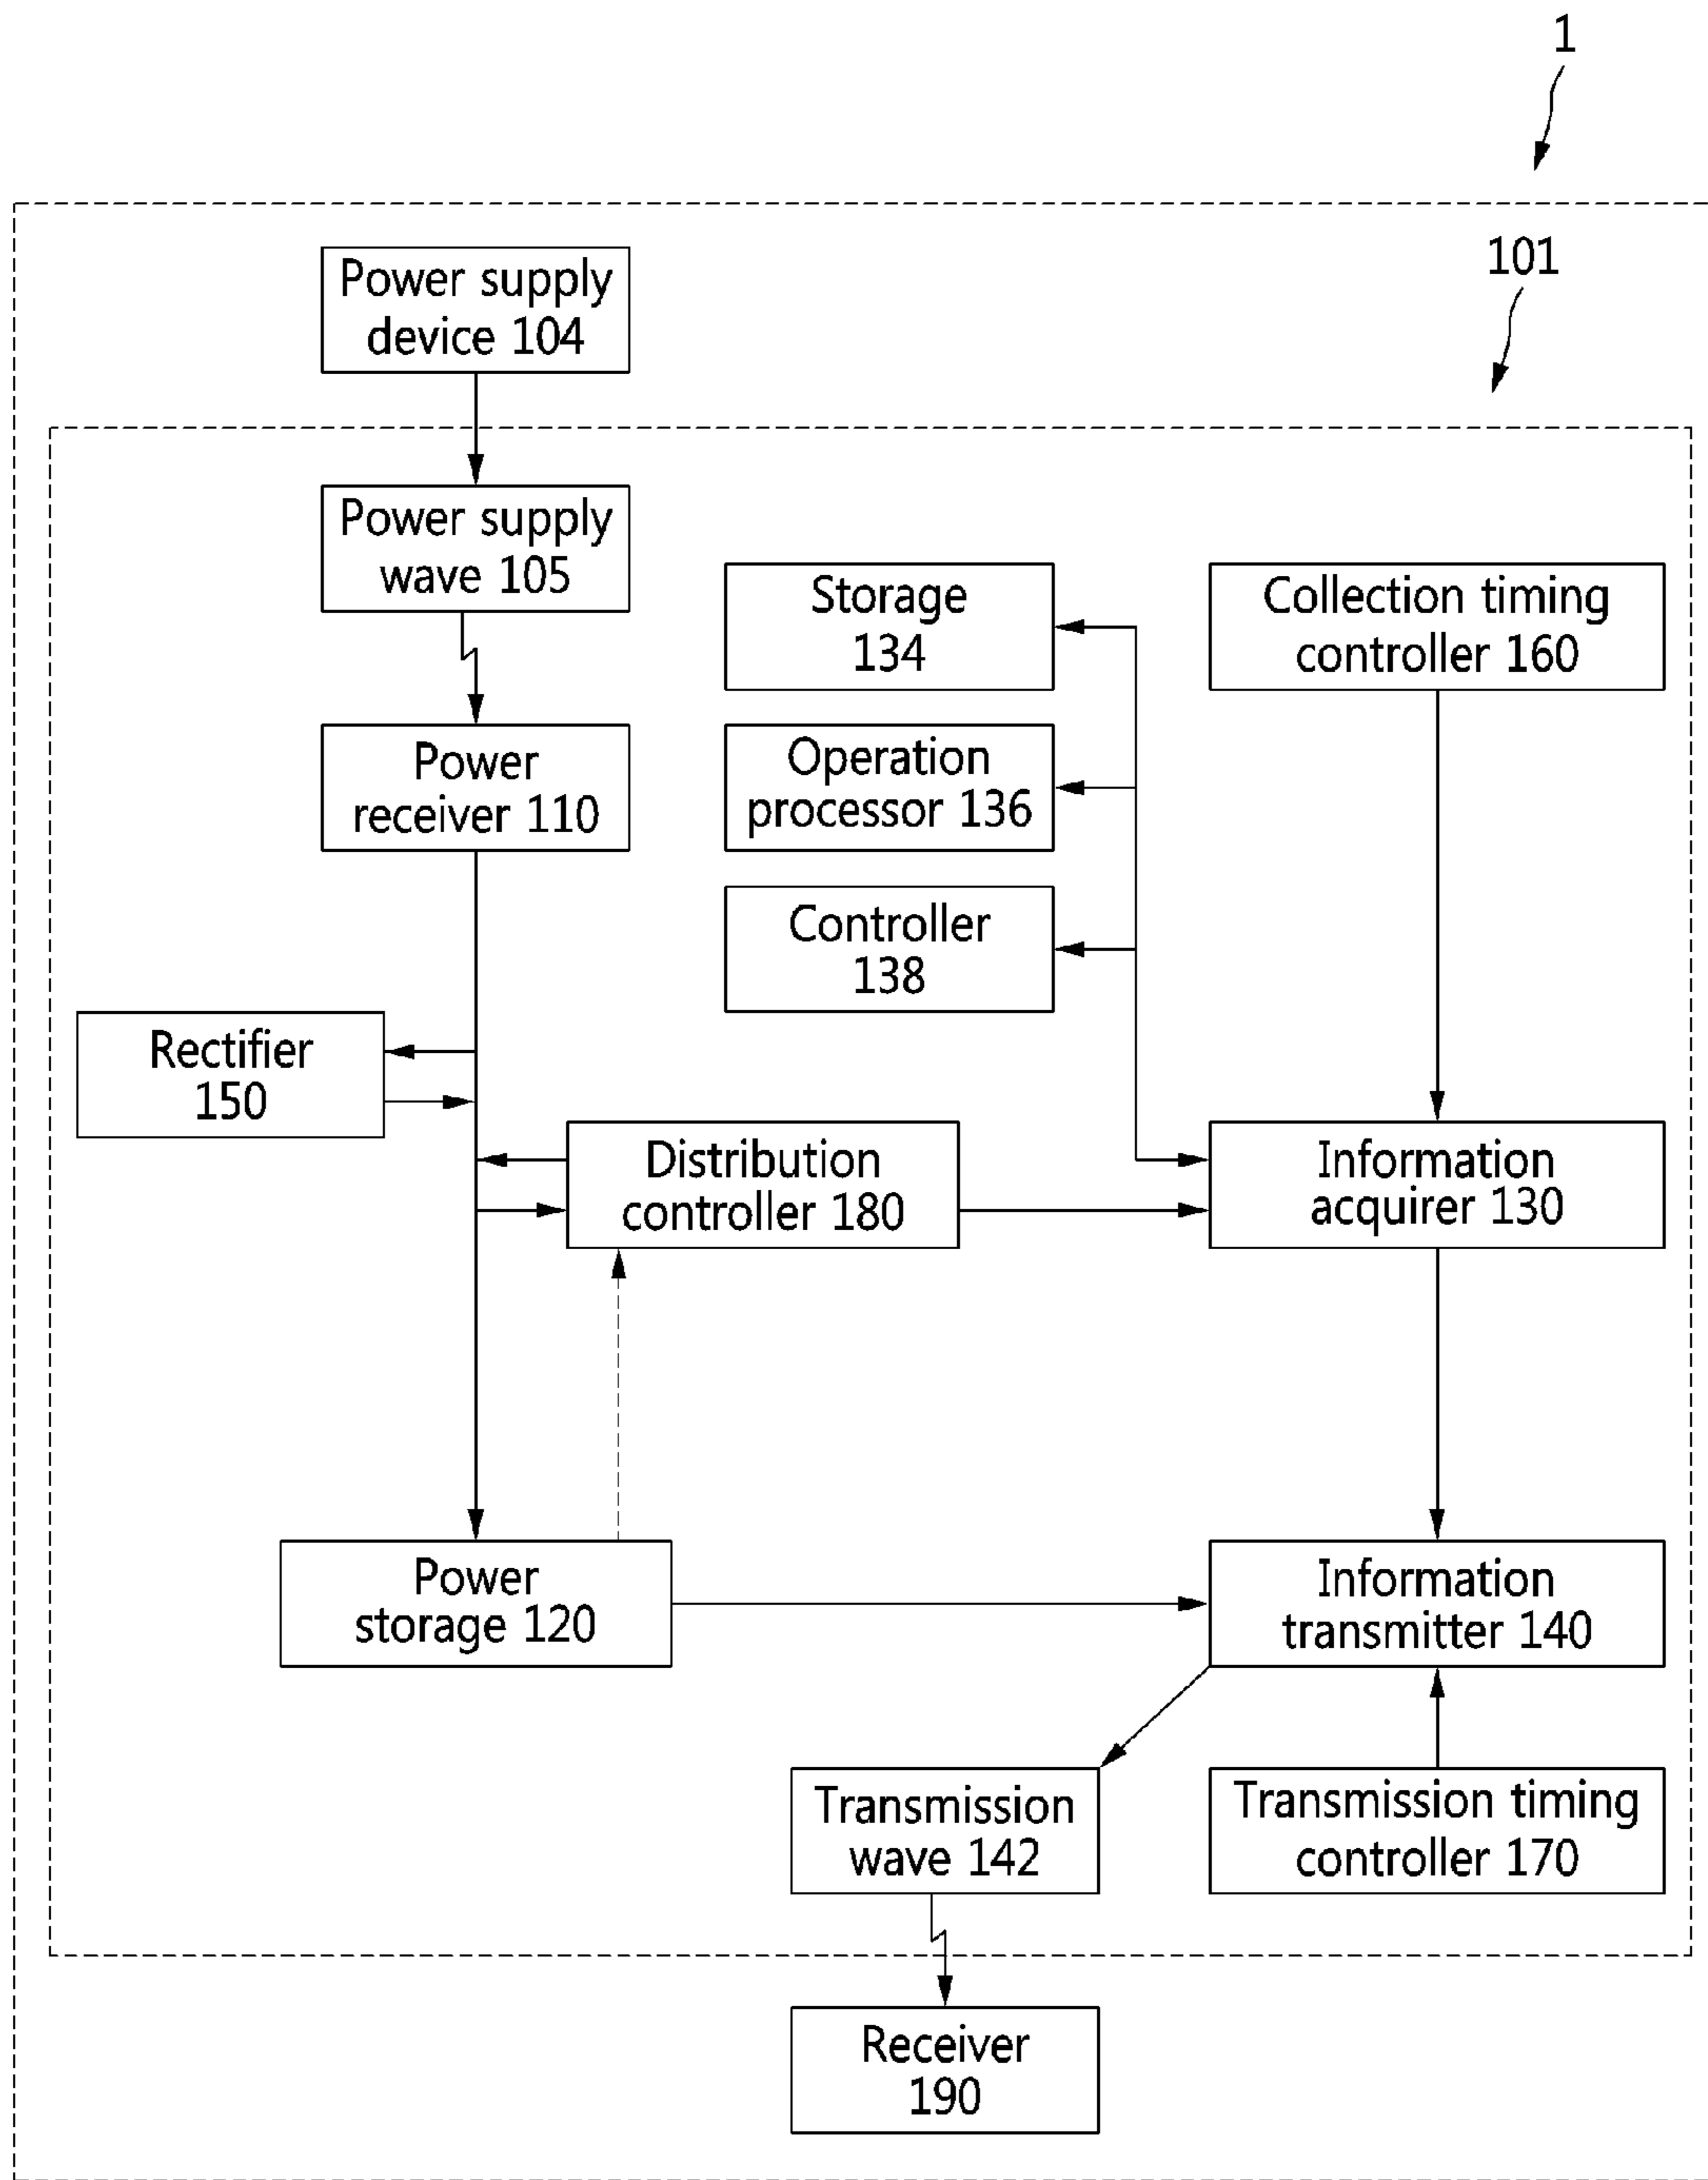 1
101
Power supply
device 104
Power supply
wave 105
Storage
134
Collection timing
controller 160
Power
receiver 110
Operation
processor 136
Controller
138
Rectifier
150
Distribution
controller 180
Information
acquirer 130
Power
storage 120
Information
transmitter 140
Transmission
wave 142
Transmission timing
controller 170
Receiver
190